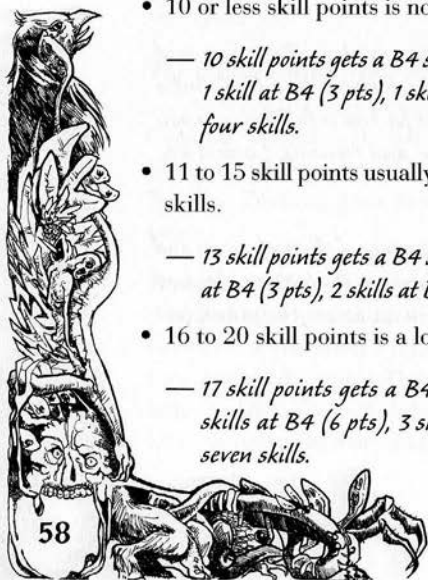 • 10 or less skill points is no
— 10 skill points gets a B4 s
1 skill at B4 (3 pts), 1 sk
four skills.
• 11 to 15 skill points usually
skills.
— 13 skill points gets a B4 s
at B4 (3 pts), 2 skills at B
• 16 to 20 skill points is a lo
— 17 skill points gets a B4
skills at B4 (6 pts), 3 s
seven skills.
58